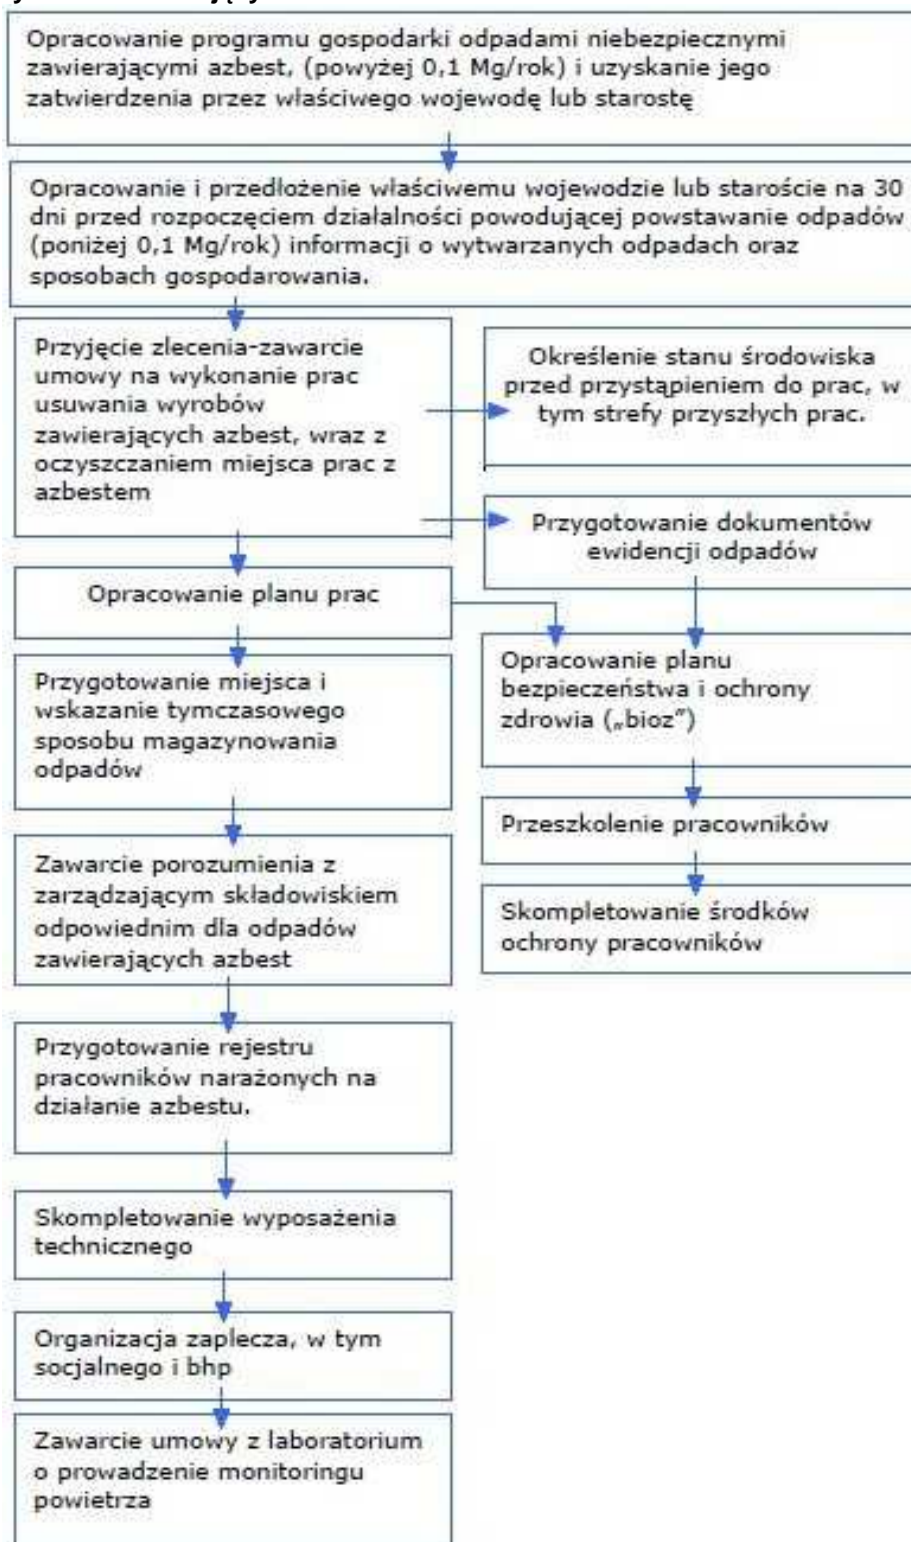 Opracowanie programu gospodarki odpadami niebezpiecznymi
zawierającymi azbest, (powyżej 0,1 Mg/rok) i uzyskanie jego
zatwierdzenia przez właściwego wojewodę lub starostę
Opracowanie i przedłożenie właściwemu wojewodzie lub staroście na 30
dni przed rozpoczęciem działalności powodującej powstawanie odpadów
(poniżej 0,1 Mg/rok) informacji o wytwarzanych odpadach oraz
sposobach gospodarowania.
Przyjęcie zlecenia-zawarcie
umowy na wykonanie prac
usuwania wyrobów
zawierających azbest, wraz z
oczyszczaniem miejsca prac z
azbestem
Określenie stanu środowiska
przed przystąpieniem do prac, w
tym strefy przyszłych prac.
Przygotowanie dokumentów
ewidencji odpadów
Opracowanie planu prac
Przygotowanie miejsca i
wskazanie tymczasowego
sposobu magazynowania
odpadów
Opracowanie planu
bezpieczeństwa i ochrony
zdrowia („bioz”)
Przeszkolenie pracowników
Skompletowanie środków
ochrony pracowników
Zawarcie porozumienia z
zarządzającym składowiskiem
odpowiednim dla odpadów
zawierających azbest
Przygotowanie rejestru
pracowników narażonych na
działanie azbestu.
Skompletowanie wyposażenia
technicznego
Organizacja zaplecza, w tym
socjalnego i bhp
Zawarcie umowy z laboratorium
o prowadzenie monitoringu
powietrza